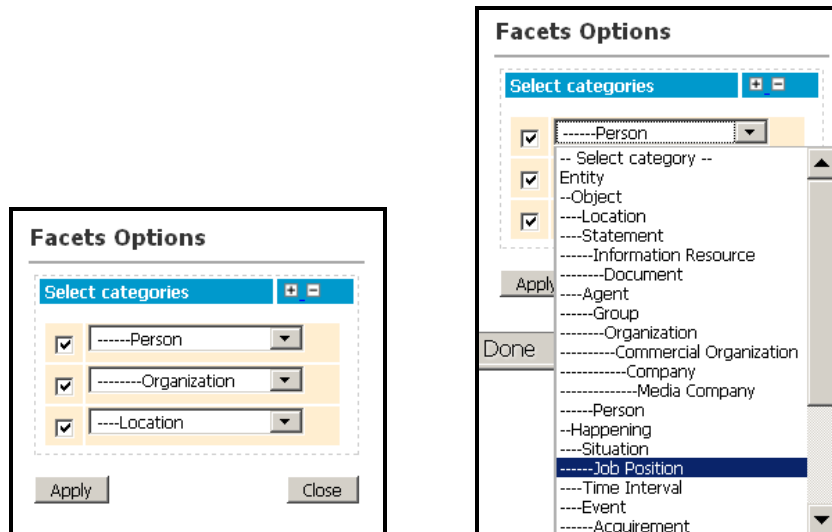 Facets Options
Select categories
------Person
--------Organization
----Location
Apply Close
Facets Options
Select categories
------Person
-- Select category --
Entity
--Object
----Location
----Statement
------Information Resource
--------Document
----Agent
------Group
--------Organization
----------Commercial Organization
------------Company
--------------Media Company
------Person
--Happening
----Situation
------Job Position
----Time Interval
----Event
------Acquirement
Apply
Done